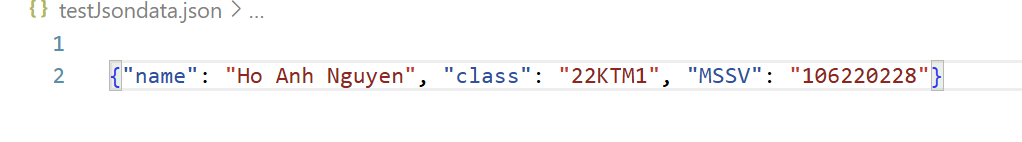 {} testJsondata.json > ...
1
2 {"name": "Ho Anh Nguyen", "class": "22KTM1", "MSSV": "106220228"}